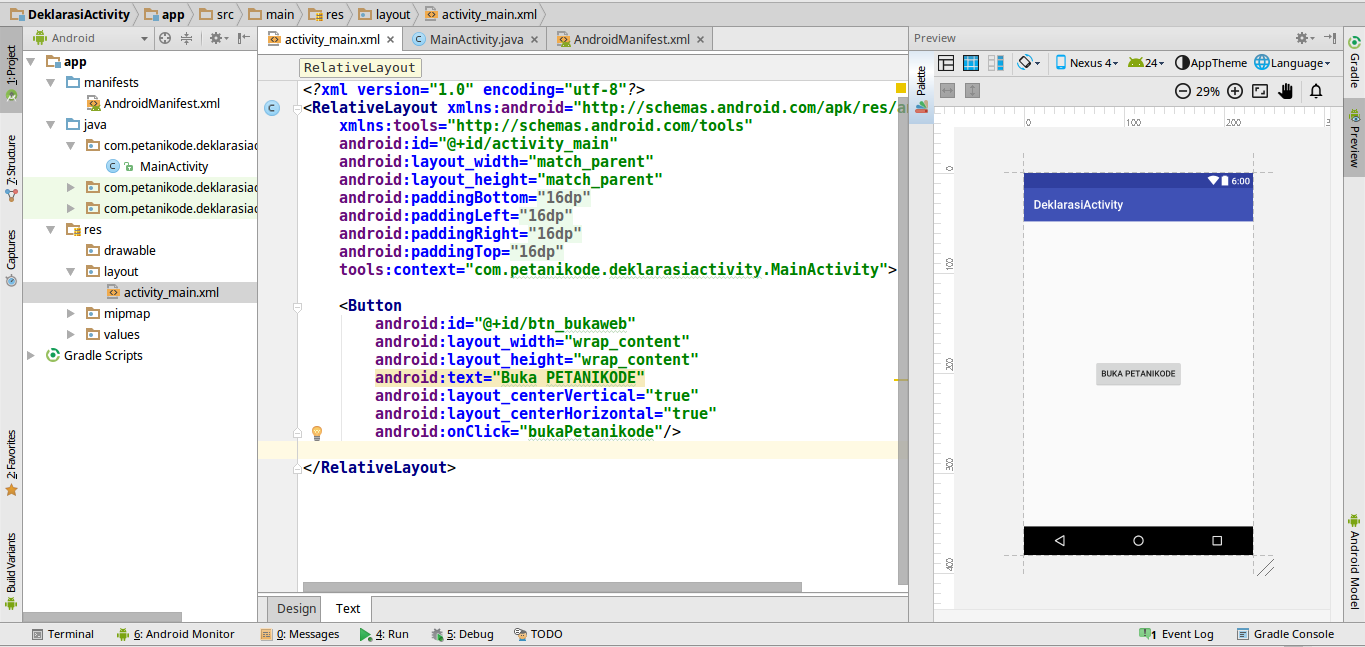 DeklarasiActivity app src main res layout activity_main.xml
Android
activity_main.xml MainActivity.java AndroidManifest.xml
Preview
1: Project
7: Structure
Captures
2: Favorites
Build Variants
app
manifests
AndroidManifest.xml
java
com.petanikode.deklarasiac
MainActivity
com.petanikode.deklarasiac
com.petanikode.deklarasiac
res
drawable
layout
activity_main.xml
mipmap
values
Gradle Scripts
RelativeLayout
<?xml version="1.0" encoding="utf-8"?>
<RelativeLayout xmlns:android="http://schemas.android.com/apk/res/a
xmlns:tools="http://schemas.android.com/tools"
android:id="@+id/activity_main"
android:layout_width="match_parent"
android:layout_height="match_parent"
android:paddingBottom="16dp"
android:paddingLeft="16dp"
android:paddingRight="16dp"
android:paddingTop="16dp"
tools:context="com.petanikode.deklarasiactivity.MainActivity">
<Button
android:id="@+id/btn_bukaweb"
android:layout_width="wrap_content"
android:layout_height="wrap_content"
android:text="Buka PETANIKODE"
android:layout_centerVertical="true"
android:layout_centerHorizontal="true"
android:onClick="bukaPetanikode"/>
</RelativeLayout>
Design Text
Palette
Nexus 4 24 AppTheme Language
29%
0 100 200 3
0
100
200
300
400
6:00
DeklarasiActivity
BUKA PETANIKODE
Gradle
Preview
Android Model
Terminal 6: Android Monitor 0: Messages 4: Run 5: Debug TODO 1 Event Log Gradle Console